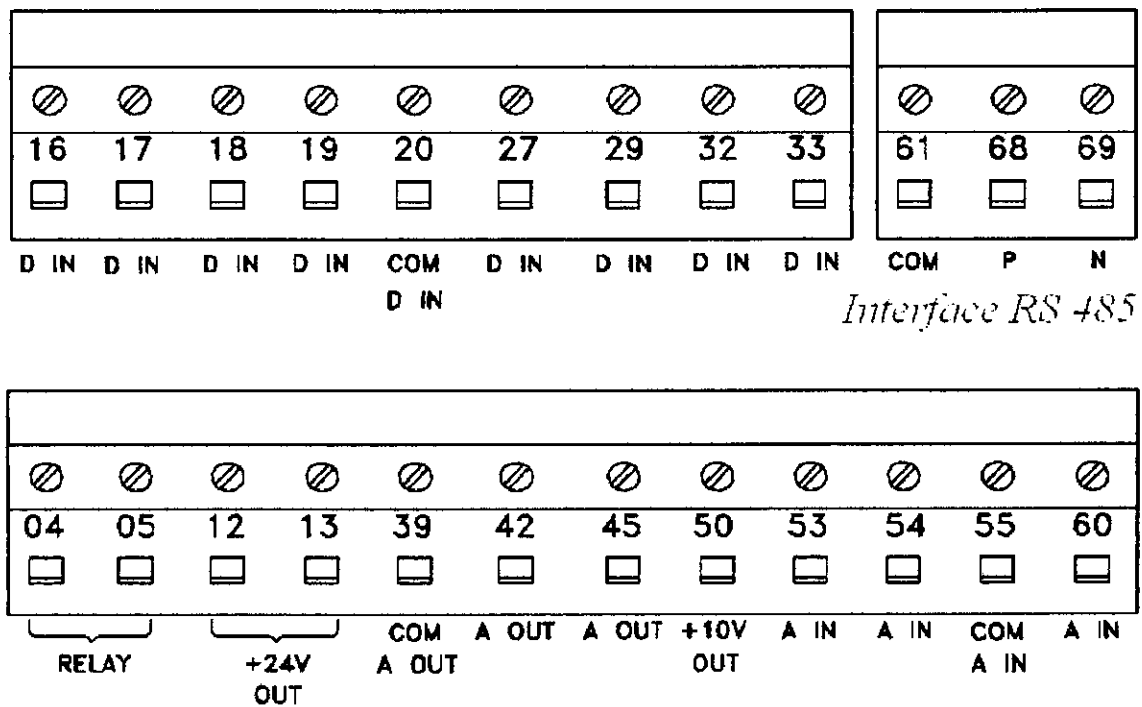 16 17 18 19 20 27 29 32 33 61 68 69
D IN D IN D IN D IN COM D IN D IN D IN D IN COM P N
D IN
Interface RS 485
04 05 12 13 39 42 45 50 53 54 55 60
RELAY +24V COM A OUT A OUT +10V A IN A IN COM A IN
OUT A OUT OUT A IN